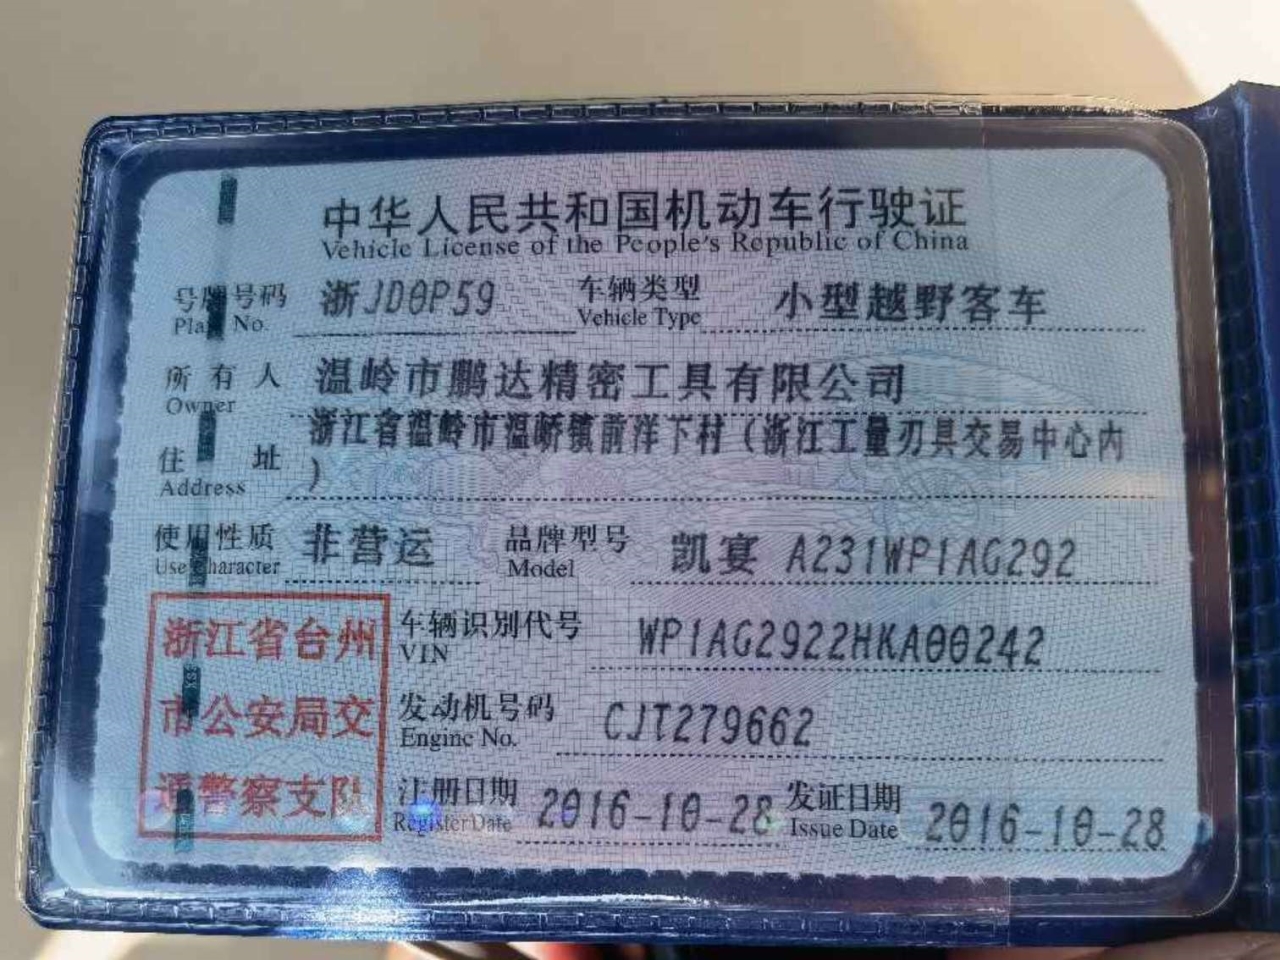 中华人民共和国机动车行驶证
Vehicle License of the People's Republic of China
号牌号码 浙JD0P59 车辆类型 小型越野客车
Plate No. Vehicle Type
所有人 温岭市鹏达精密工具有限公司
Owner
浙江省温岭市温峤镇前洋下村（浙江工量刃具交易中心内
住址 ）
Address
使用性质 非营运 品牌型号 凯宴 A231WP1AG292
Use Character Model
浙江省台州 车辆识别代号 WP1AG2922HKA00242
VIN
市公安局交 发动机号码 CJT279662
Engine No.
通警察支队 注册日期 2016-10-28 发证日期 2016-10-28
Register Date Issue Date